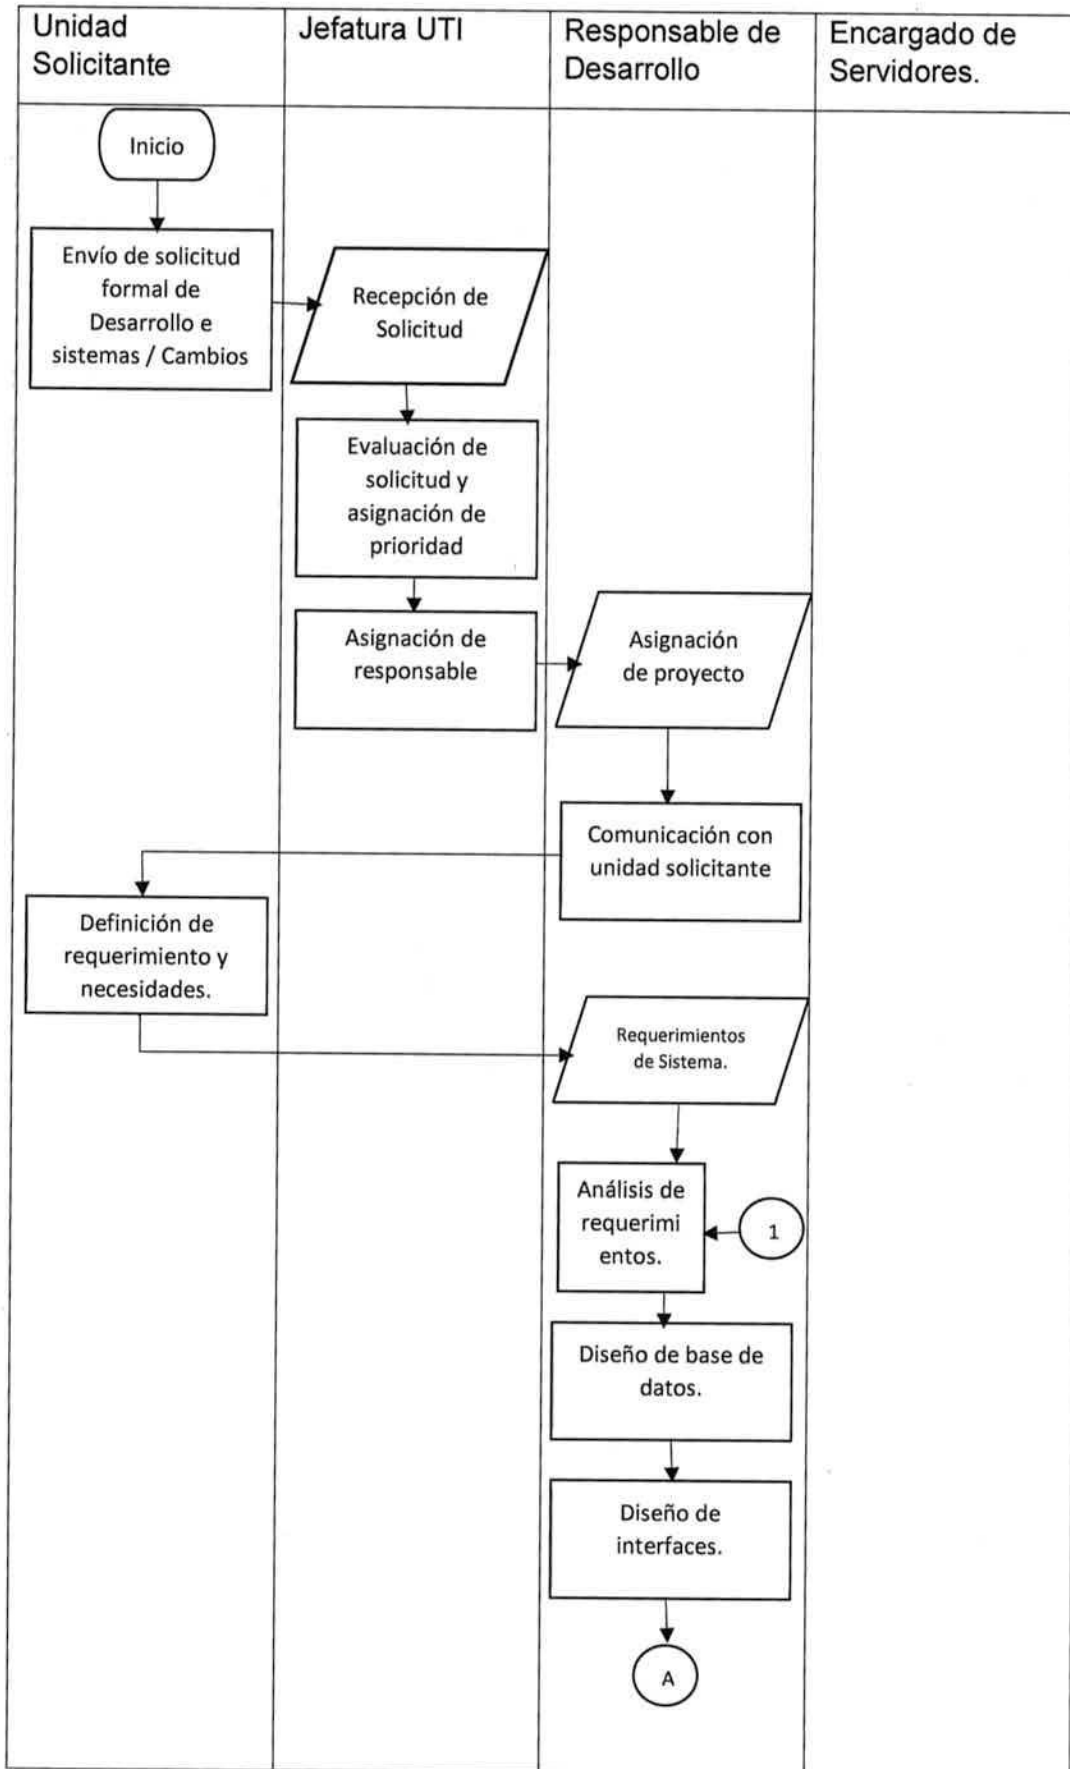 Unidad
Solicitante
Jefatura UTI
Responsable de
Desarrollo
Encargado de
Servidores.
Inicio
Envío de solicitud
formal de
Desarrollo e
sistemas / Cambios
Recepción de
Solicitud
Evaluación de
solicitud y
asignación de
prioridad
Asignación de
responsable
Asignación
de proyecto
Comunicación con
unidad solicitante
Definición de
requerimiento y
necesidades.
Requerimientos
de Sistema.
Análisis de
requerimi
entos.
1
Diseño de base de
datos.
Diseño de
interfaces.
A